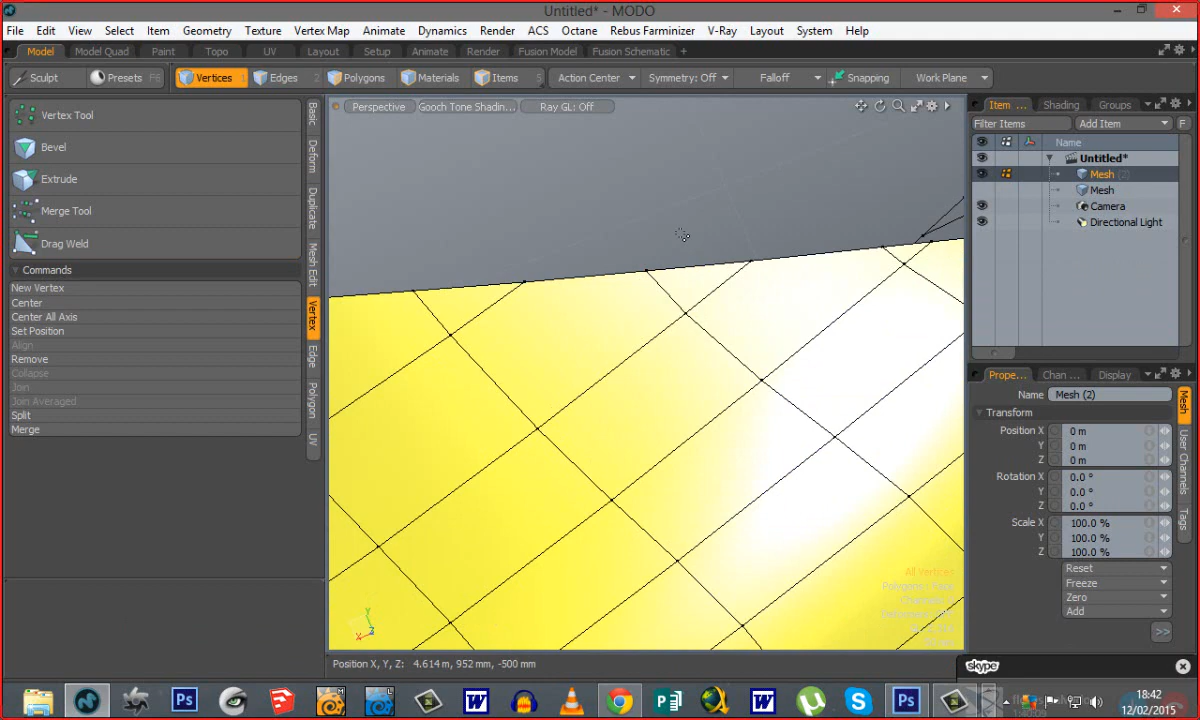 Untitled* - MODO
File Edit View Select Item Geometry Texture Vertex Map Animate Dynamics Render ACS Octane Rebus Farminizer V-Ray Layout System Help
Model Model Quad Paint Topo UV Layout Setup Animate Render Fusion Model Fusion Schematic +
Sculpt Presets F6 Vertices 1 Edges 2 Polygons Materials Items 5 Action Center Symmetry: Off Falloff Snapping Work Plane
Perspective Gooch Tone Shadin... Ray GL: Off
Item ... Shading Groups
Filter Items Add Item F
Name
Untitled*
Mesh (2)
Mesh
Camera
Directional Light
Vertex Tool
Bevel
Extrude
Merge Tool
Drag Weld
Commands
New Vertex
Center
Center All Axis
Set Position
Align
Remove
Collapse
Join
Join Averaged
Split
Merge
Basic
Deform
Duplicate
Mesh Edit
Vertex
Edge
Polygon
UV
Prope... Chan ... Display
Name Mesh (2)
Transform
Position X 0 m
Y 0 m
Z 0 m
Rotation X 0.0 °
Y 0.0 °
Z 0.0 °
Scale X 100.0 %
Y 100.0 %
Z 100.0 %
Reset
Freeze
Zero
Add
>>
Mesh
User Channels
Tags
All Vertices
Y
X Z
Position X, Y, Z: 4.614 m, 952 mm, -500 mm
skype
Ps W W Ps
18:42
12/02/2015